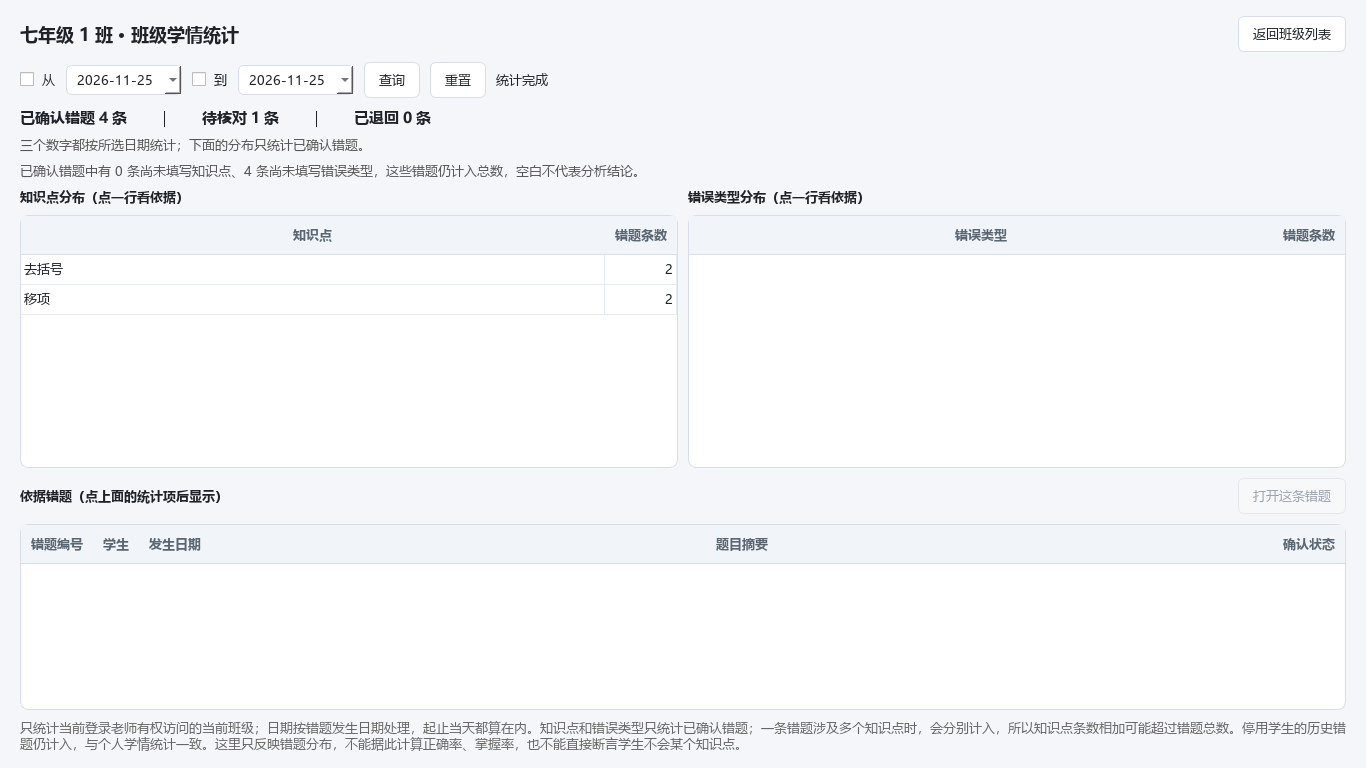 七年级 1 班 · 班级学情统计
返回班级列表
从 2026-11-25 到 2026-11-25 查询 重置 统计完成
已确认错题 4 条 | 待核对 1 条 | 已退回 0 条
三个数字都按所选日期统计；下面的分布只统计已确认错题。
已确认错题中有 0 条尚未填写知识点、4 条尚未填写错误类型，这些错题仍计入总数，空白不代表分析结论。
知识点分布（点一行看依据）
知识点 错题条数
去括号 2
移项 2
错误类型分布（点一行看依据）
错误类型 错题条数
依据错题（点上面的统计项后显示）
打开这条错题
错题编号 学生 发生日期 题目摘要 确认状态
只统计当前登录老师有权访问的当前班级；日期按错题发生日期处理，起止当天都算在内。知识点和错误类型只统计已确认错题；一条错题涉及多个知识点时，会分别计入，所以知识点条数相加可能超过错题总数。停用学生的历史错
题仍计入，与个人学情统计一致。这里只反映错题分布，不能据此计算正确率、掌握率，也不能直接断言学生不会某个知识点。